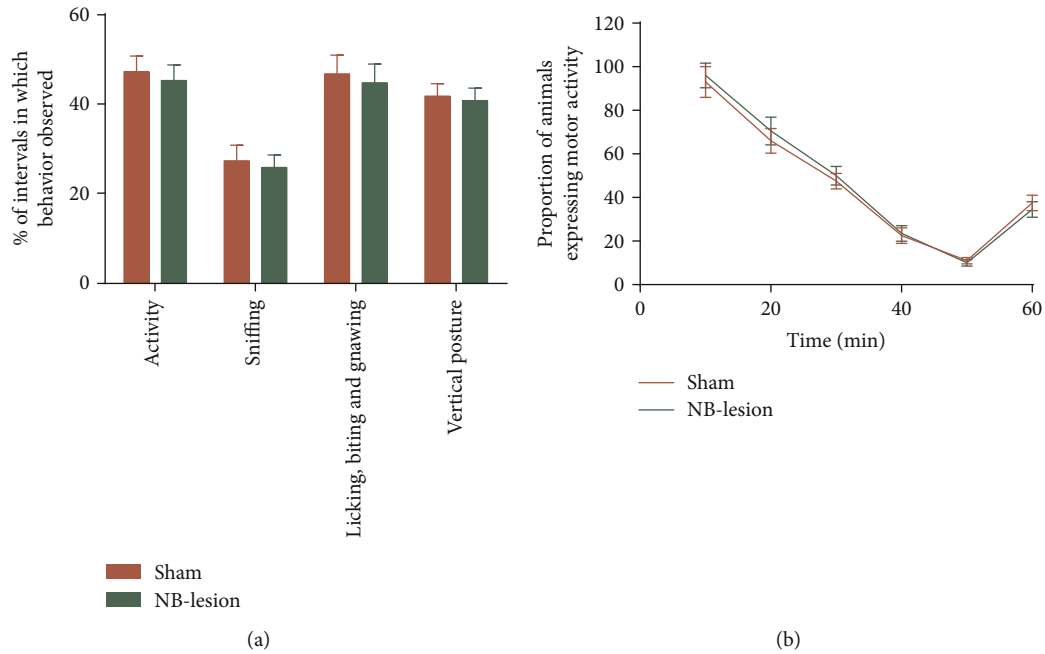 60
40
20
0
% of intervals in which
behavior observed
Activity
Sniffing
Licking, biting and gnawing
Vertical posture
Sham
NB-lesion
(a)
120
100
80
60
40
20
0
Proportion of animals
expressing motor activity
0 20 40 60
Time (min)
Sham
NB-lesion
(b)